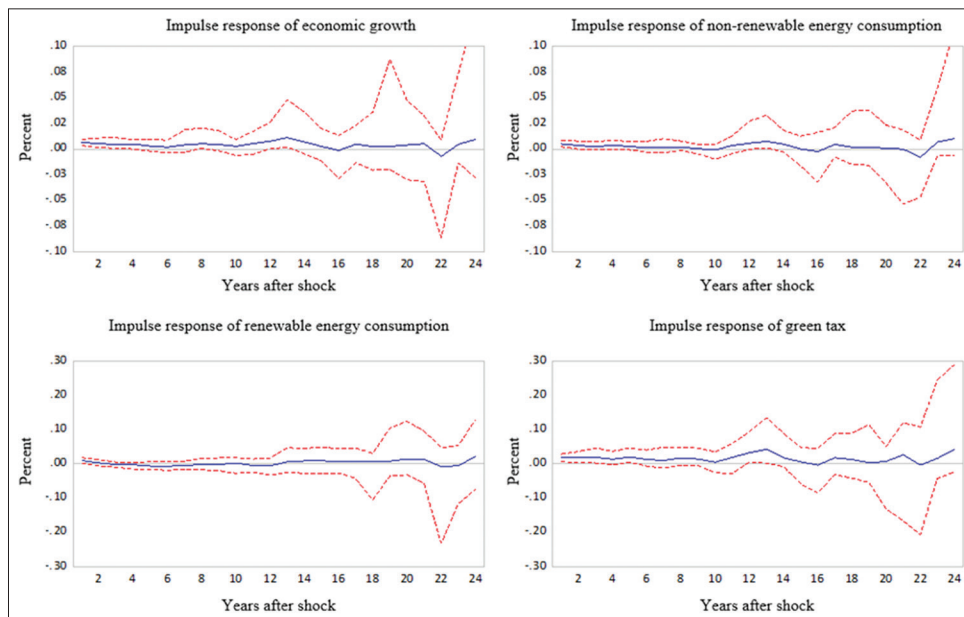 Impulse response of economic growth
.10
.08
.05
.02
.00
-.03
-.05
-.08
-.10
Percent
2 4 6 8 10 12 14 16 18 20 22 24
Years after shock
Impulse response of non-renewable energy consumption
.10
.08
.05
.02
.00
-.03
-.05
-.08
-.10
Percent
2 4 6 8 10 12 14 16 18 20 22 24
Years after shock
Impulse response of renewable energy consumption
.30
.20
.10
.00
-.10
-.20
-.30
Percent
2 4 6 8 10 12 14 16 18 20 22 24
Years after shock
Impulse response of green tax
.30
.20
.10
.00
-.10
-.20
-.30
Percent
2 4 6 8 10 12 14 16 18 20 22 24
Years after shock